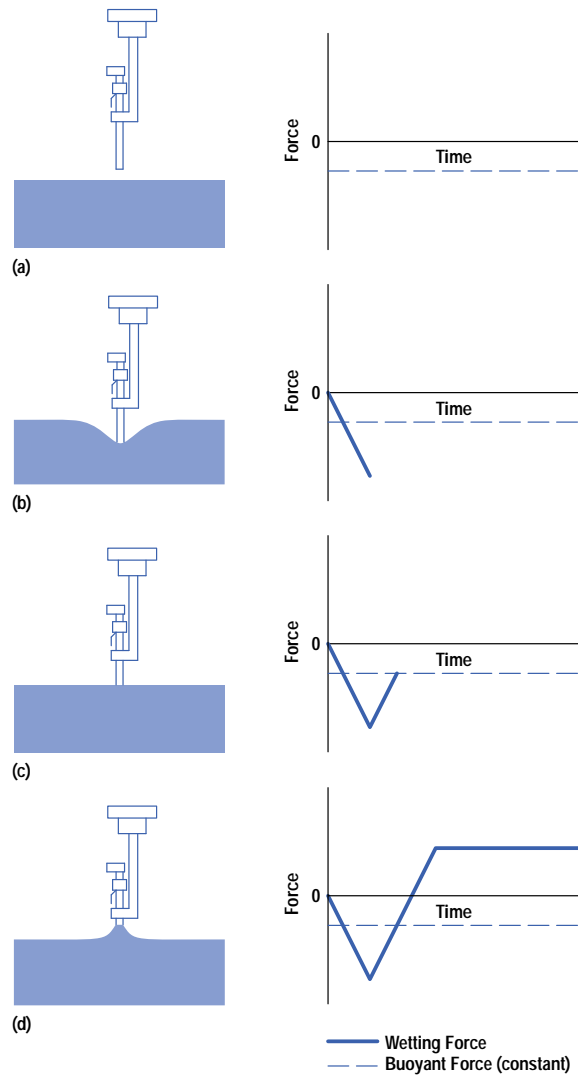 Force
0
Time
(a)
Force
0
Time
(b)
Force
0
Time
(c)
Force
0
Time
(d)
Wetting Force
Buoyant Force (constant)